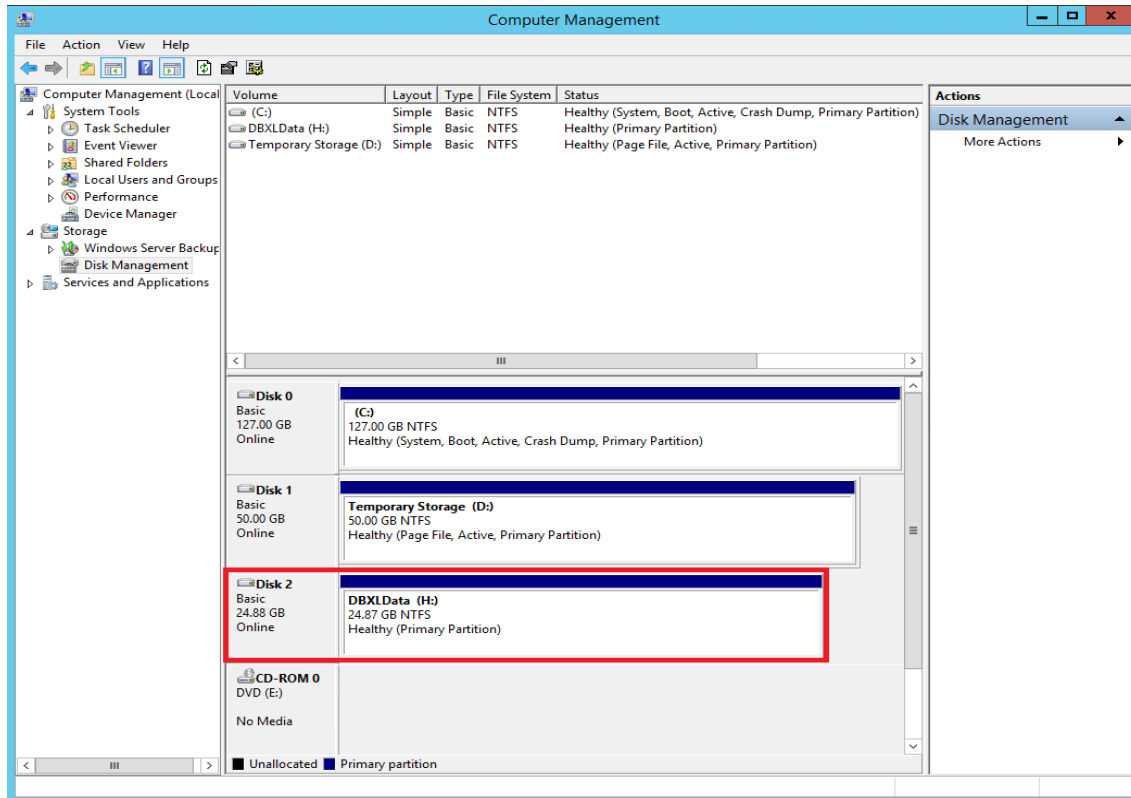 Computer Management
File Action View Help
Computer Management (Local
System Tools
Task Scheduler
Event Viewer
Shared Folders
Local Users and Groups
Performance
Device Manager
Storage
Windows Server Backup
Disk Management
Services and Applications
Volume Layout Type File System Status
(C:) Simple Basic NTFS Healthy (System, Boot, Active, Crash Dump, Primary Partition)
DBXLData (H:) Simple Basic NTFS Healthy (Primary Partition)
Temporary Storage (D:) Simple Basic NTFS Healthy (Page File, Active, Primary Partition)
Disk 0
Basic
127.00 GB
Online
(C:)
127.00 GB NTFS
Healthy (System, Boot, Active, Crash Dump, Primary Partition)
Disk 1
Basic
50.00 GB
Online
Temporary Storage (D:)
50.00 GB NTFS
Healthy (Page File, Active, Primary Partition)
Disk 2
Basic
24.88 GB
Online
DBXLData (H:)
24.87 GB NTFS
Healthy (Primary Partition)
CD-ROM 0
DVD (E:)
No Media
Unallocated Primary partition
Actions
Disk Management
More Actions